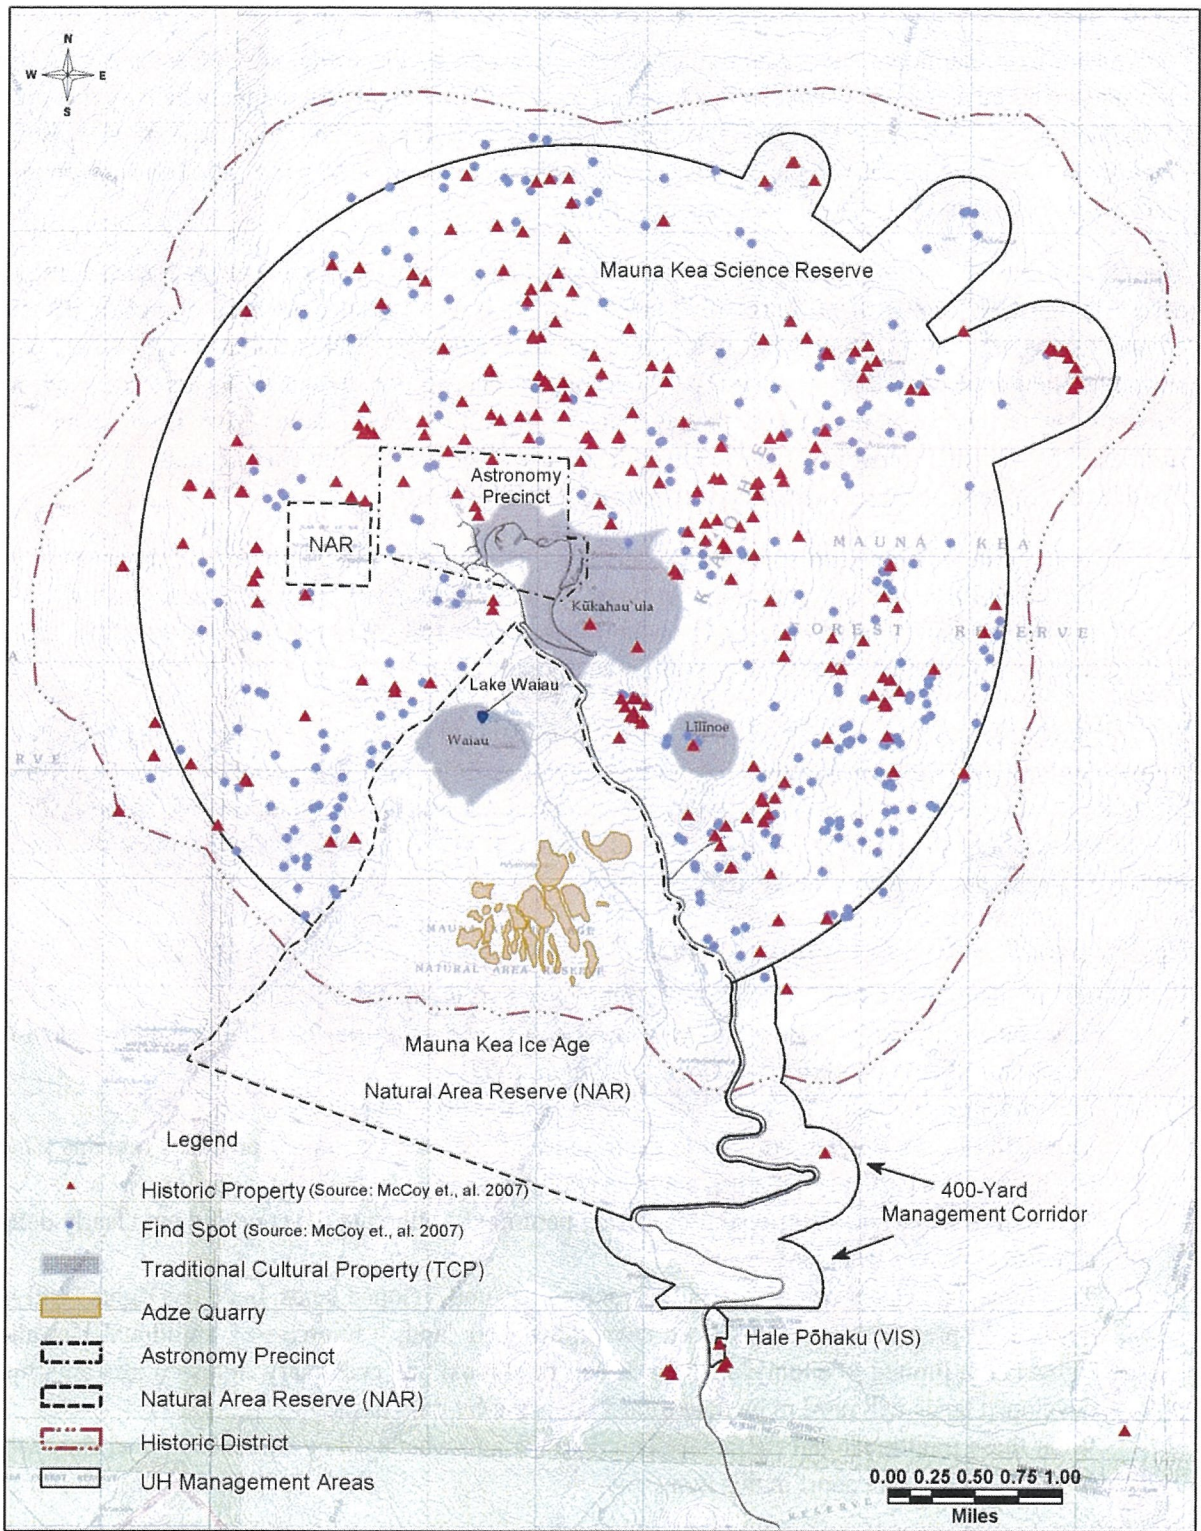 N
W E
S
Mauna Kea Science Reserve
Astronomy
Precinct
NAR
MAUNA KEA
Kūkahau`ula
FOREST RESERVE
Lake Waiau
Waiau
Līlīnoe
RVE
NATURAL AREA RESERVE
Mauna Kea Ice Age
Natural Area Reserve (NAR)
Legend
Historic Property (Source: McCoy et., al. 2007)
Find Spot (Source: McCoy et., al. 2007)
Traditional Cultural Property (TCP)
Adze Quarry
Astronomy Precinct
Natural Area Reserve (NAR)
Historic District
UH Management Areas
400-Yard
Management Corridor
Hale Pōhaku (VIS)
0.00 0.25 0.50 0.75 1.00
Miles
RESERVE